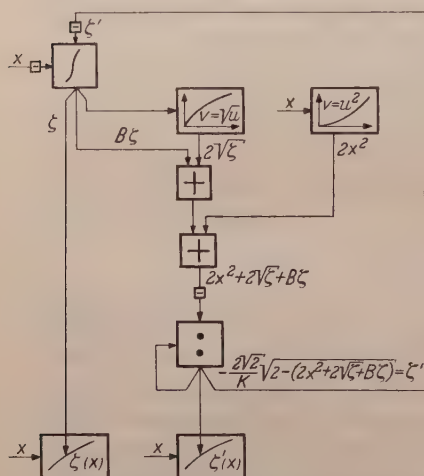 ζ'
x
ζ
Bζ
v=√u
2√ζ
x
v=u²
2x²
+
+
2x²+2√ζ+Bζ
- 2√2/K √2-(2x²+2√ζ+Bζ)=ζ'
x
ζ(x)
x
ζ'(x)